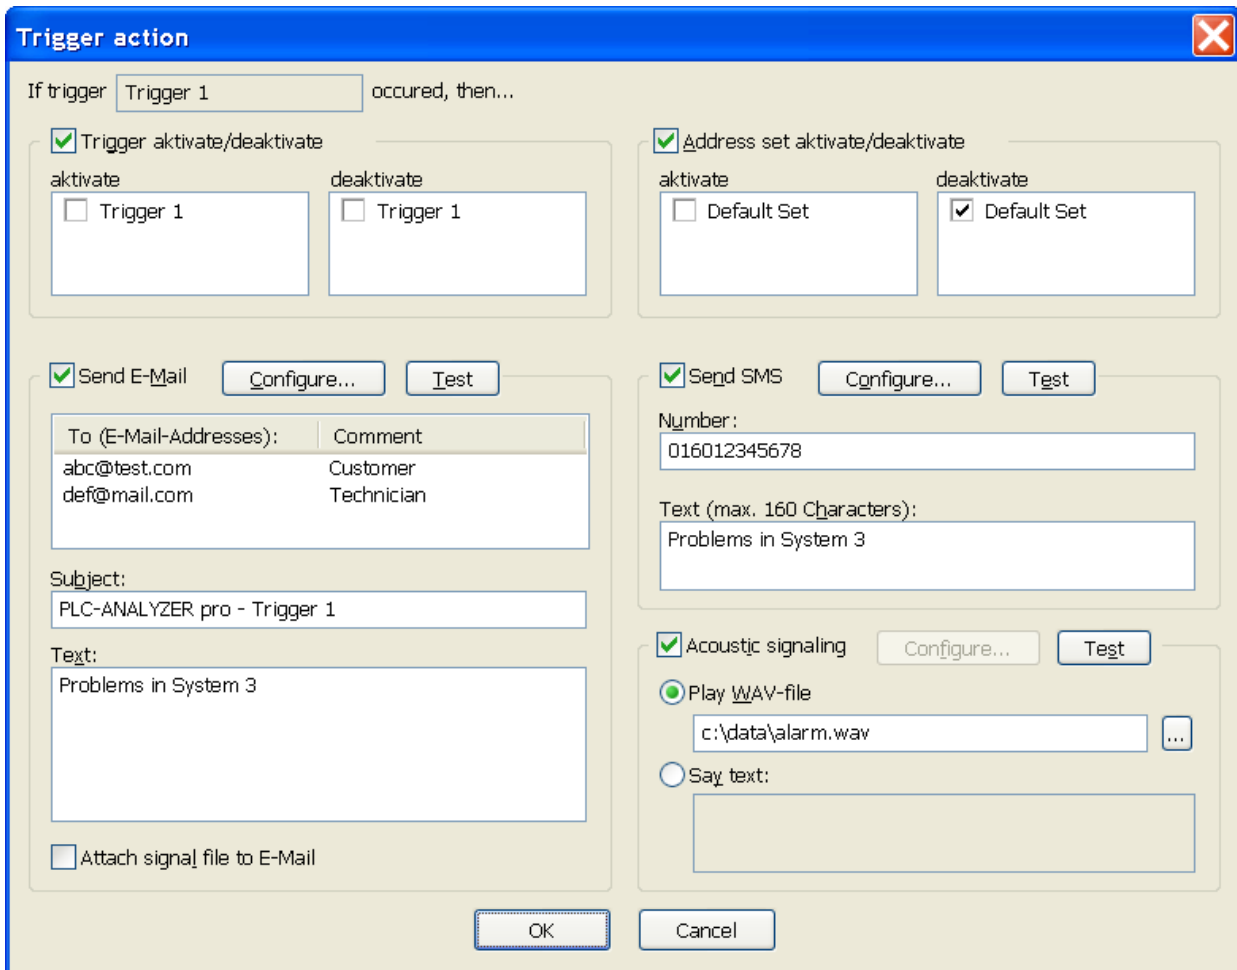 Trigger action
If trigger Trigger 1 occured, then...
Trigger aktivate/deaktivate
aktivate deaktivate
Trigger 1 Trigger 1
Address set aktivate/deaktivate
aktivate deaktivate
Default Set Default Set
Send E-Mail Configure... Test
To (E-Mail-Addresses): Comment
abc@test.com Customer
def@mail.com Technician
Subject:
PLC-ANALYZER pro - Trigger 1
Text:
Problems in System 3
Attach signal file to E-Mail
Send SMS Configure... Test
Number:
016012345678
Text (max. 160 Characters):
Problems in System 3
Acoustic signaling Configure... Test
Play WAV-file
c:\data\alarm.wav ...
Say text:
OK Cancel